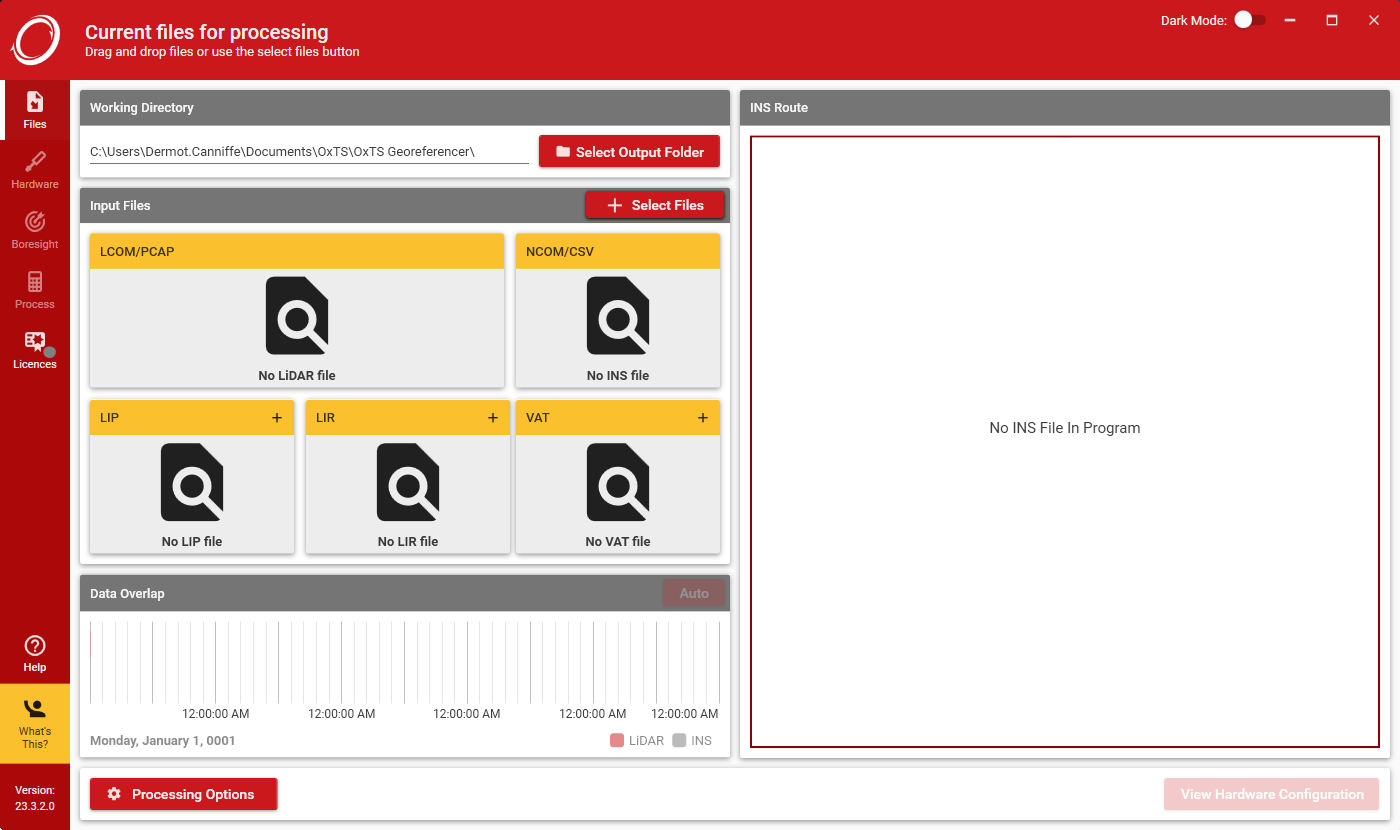 Current files for processing
Drag and drop files or use the select files button
Dark Mode:
Files
Hardware
Boresight
Process
Licences
Help
What's
This?
Version:
23.3.2.0
Working Directory
C:\Users\Dermot.Canniffe\Documents\OxTS\OxTS Georeferencer\
Select Output Folder
Input Files
Select Files
LCOM/PCAP
No LiDAR file
NCOM/CSV
No INS file
LIP +
No LIP file
LIR +
No LIR file
VAT +
No VAT file
Data Overlap
Auto
12:00:00 AM 12:00:00 AM 12:00:00 AM 12:00:00 AM 12:00:00 AM
Monday, January 1, 0001
LiDAR INS
INS Route
No INS File In Program
Processing Options
View Hardware Configuration